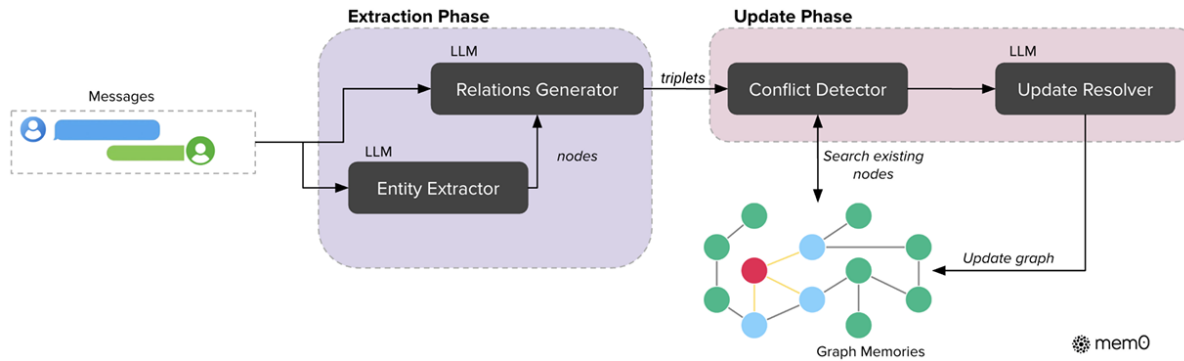 Extraction Phase
Update Phase
LLM
LLM
Relations Generator
triplets
Conflict Detector
Update Resolver
Messages
LLM
nodes
Search existing
nodes
Entity Extractor
Update graph
Graph Memories
mem0